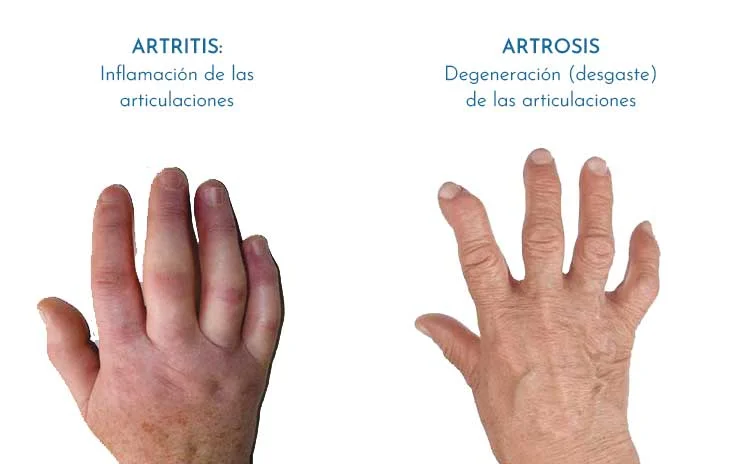 ARTRITIS:
Inflamación de las
articulaciones
ARTROSIS
Degeneración (desgaste)
de las articulaciones